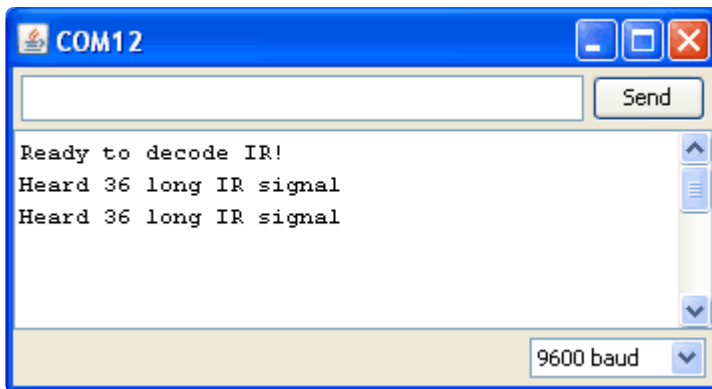 COM12
Send
Ready to decode IR!
Heard 36 long IR signal
Heard 36 long IR signal
9600 baud